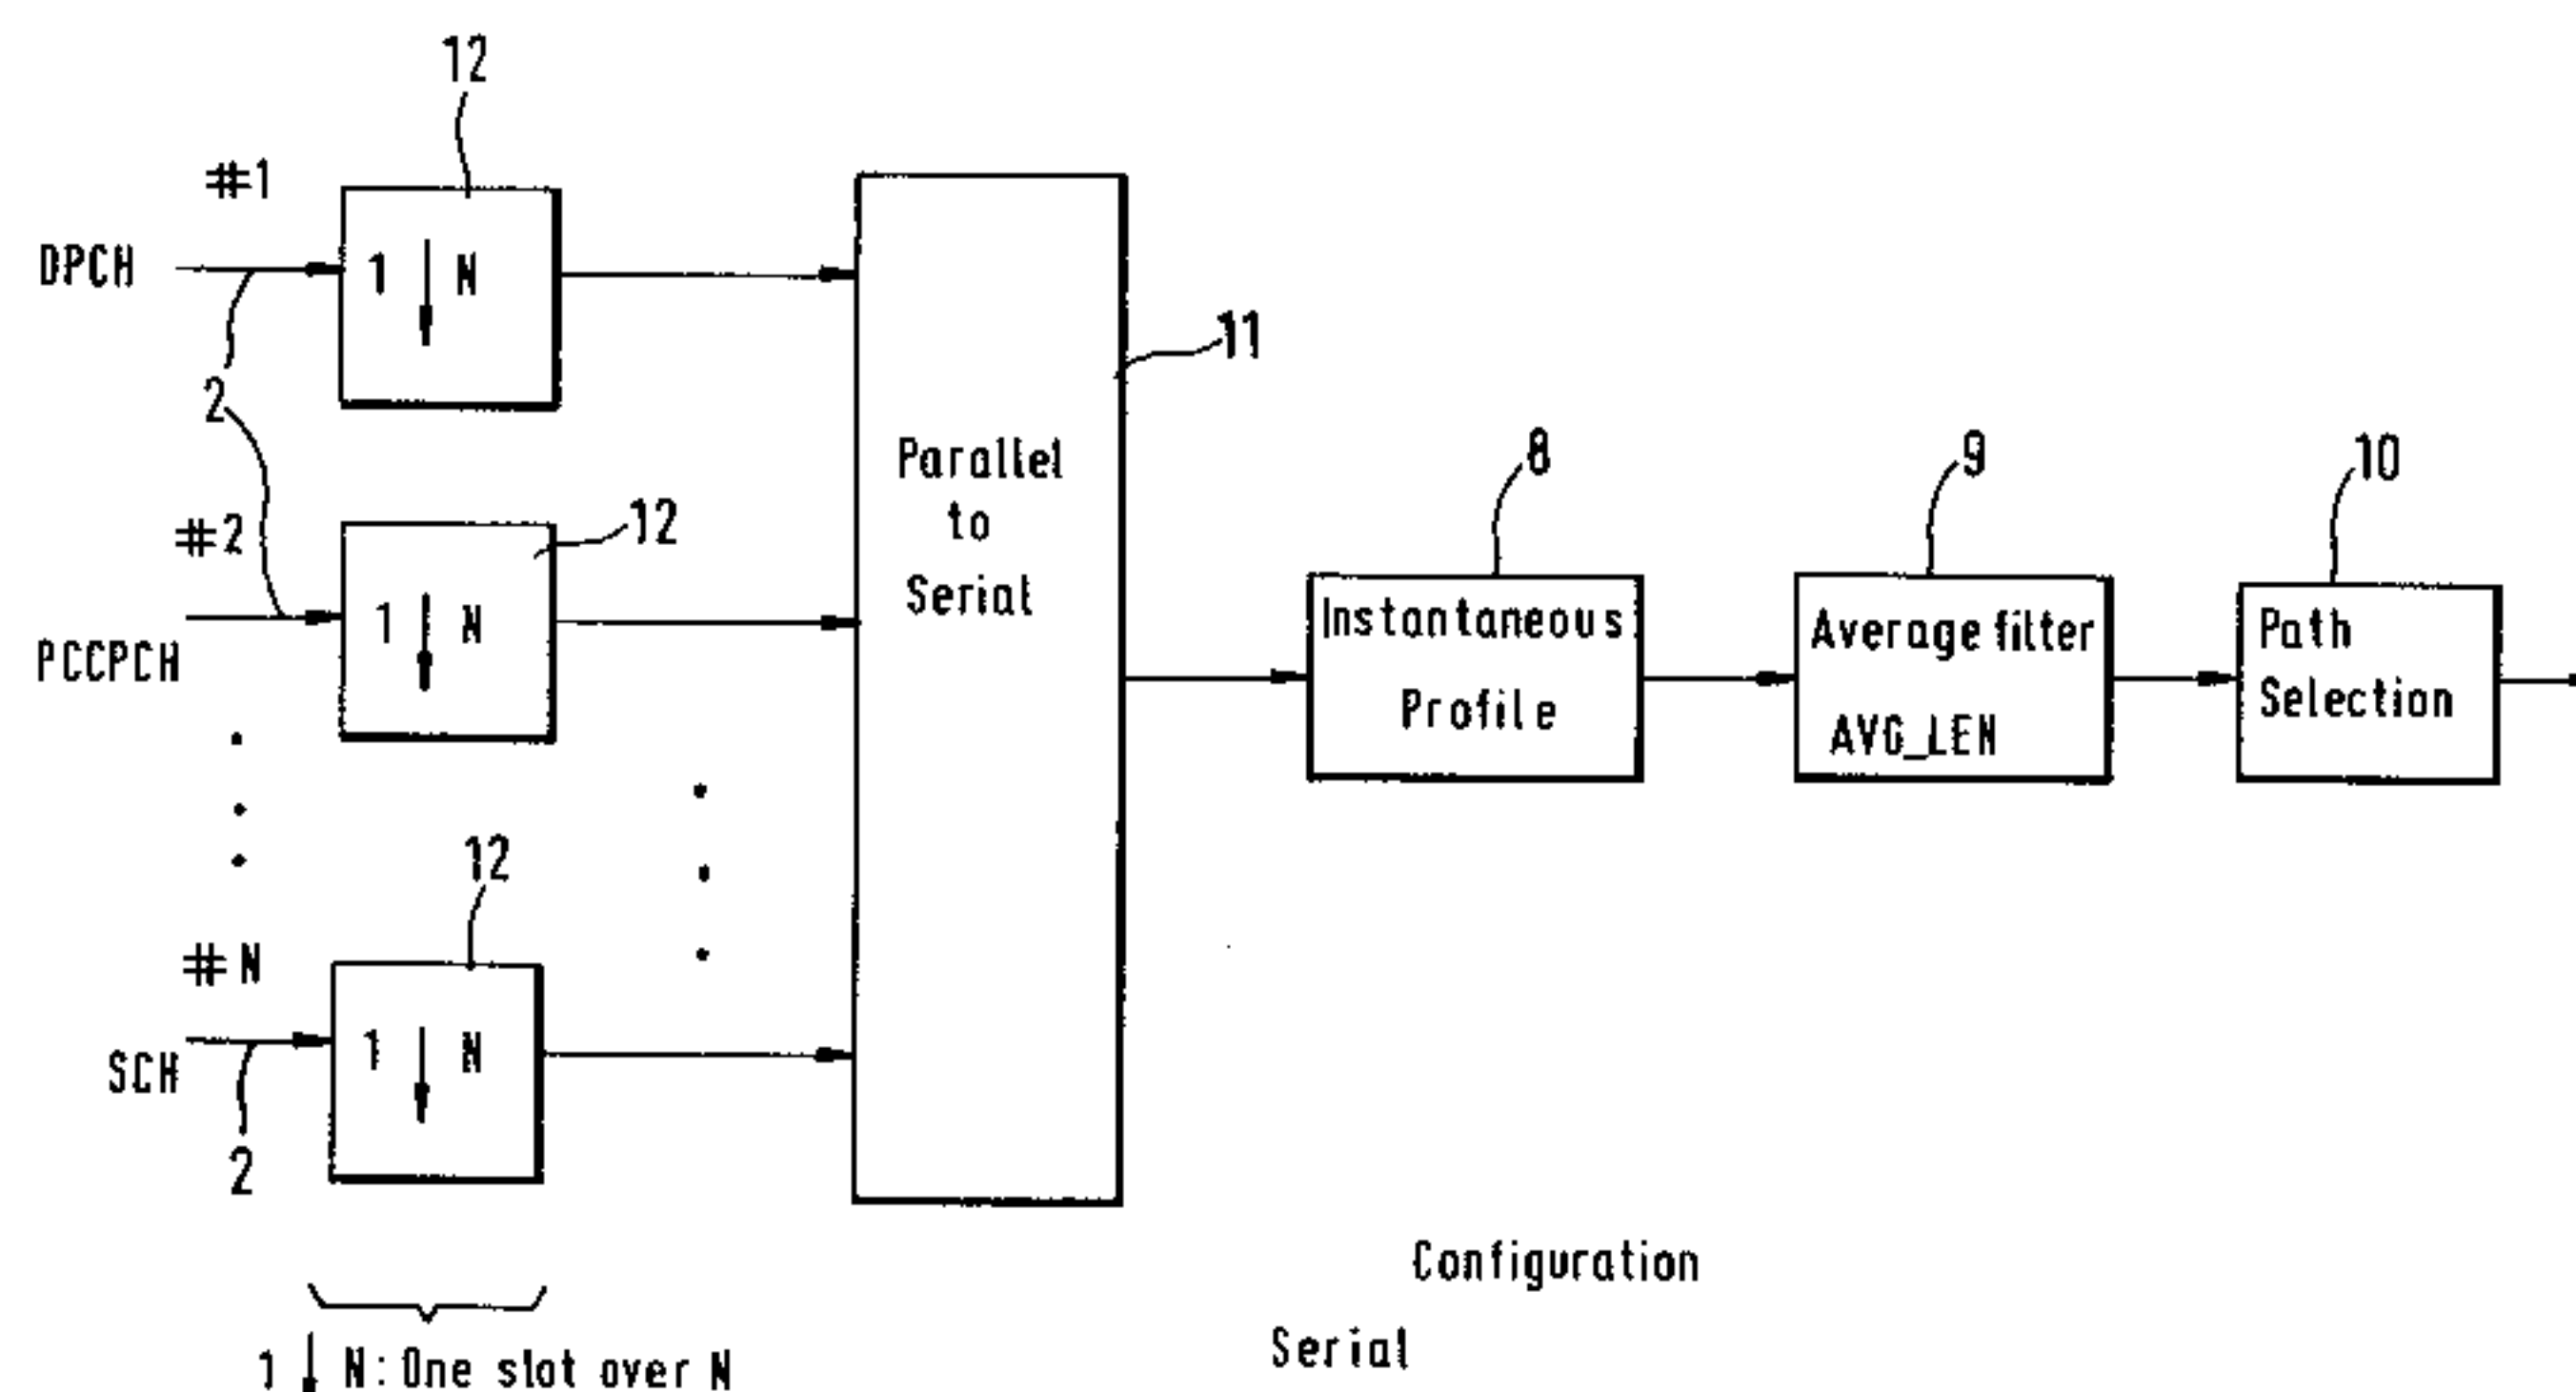 12
#1
DPCH
1 ↓ N
2
11
Parallel
to
Serial
#2
12
PCCPCH
1 ↓ N
8
Instantaneous
Profile
9
Average filter
AVG_LEN
10
Path
Selection
12
#N
SCH
1 ↓ N
2
Configuration
Serial
1 ↓ N: One slot over N